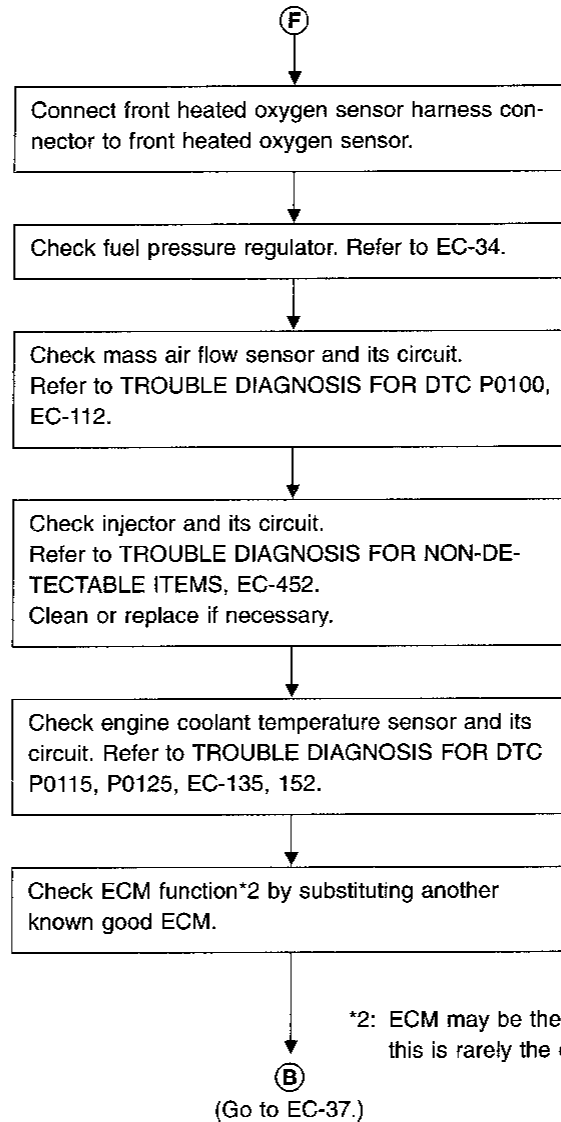 F
Connect front heated oxygen sensor harness con-
nector to front heated oxygen sensor.
Check fuel pressure regulator. Refer to EC-34.
Check mass air flow sensor and its circuit.
Refer to TROUBLE DIAGNOSIS FOR DTC P0100,
EC-112.
Check injector and its circuit.
Refer to TROUBLE DIAGNOSIS FOR NON-DE-
TECTABLE ITEMS, EC-452.
Clean or replace if necessary.
Check engine coolant temperature sensor and its
circuit. Refer to TROUBLE DIAGNOSIS FOR DTC
P0115, P0125, EC-135, 152.
Check ECM function*2 by substituting another
known good ECM.
*2: ECM may be the
this is rarely the
B
(Go to EC-37.)